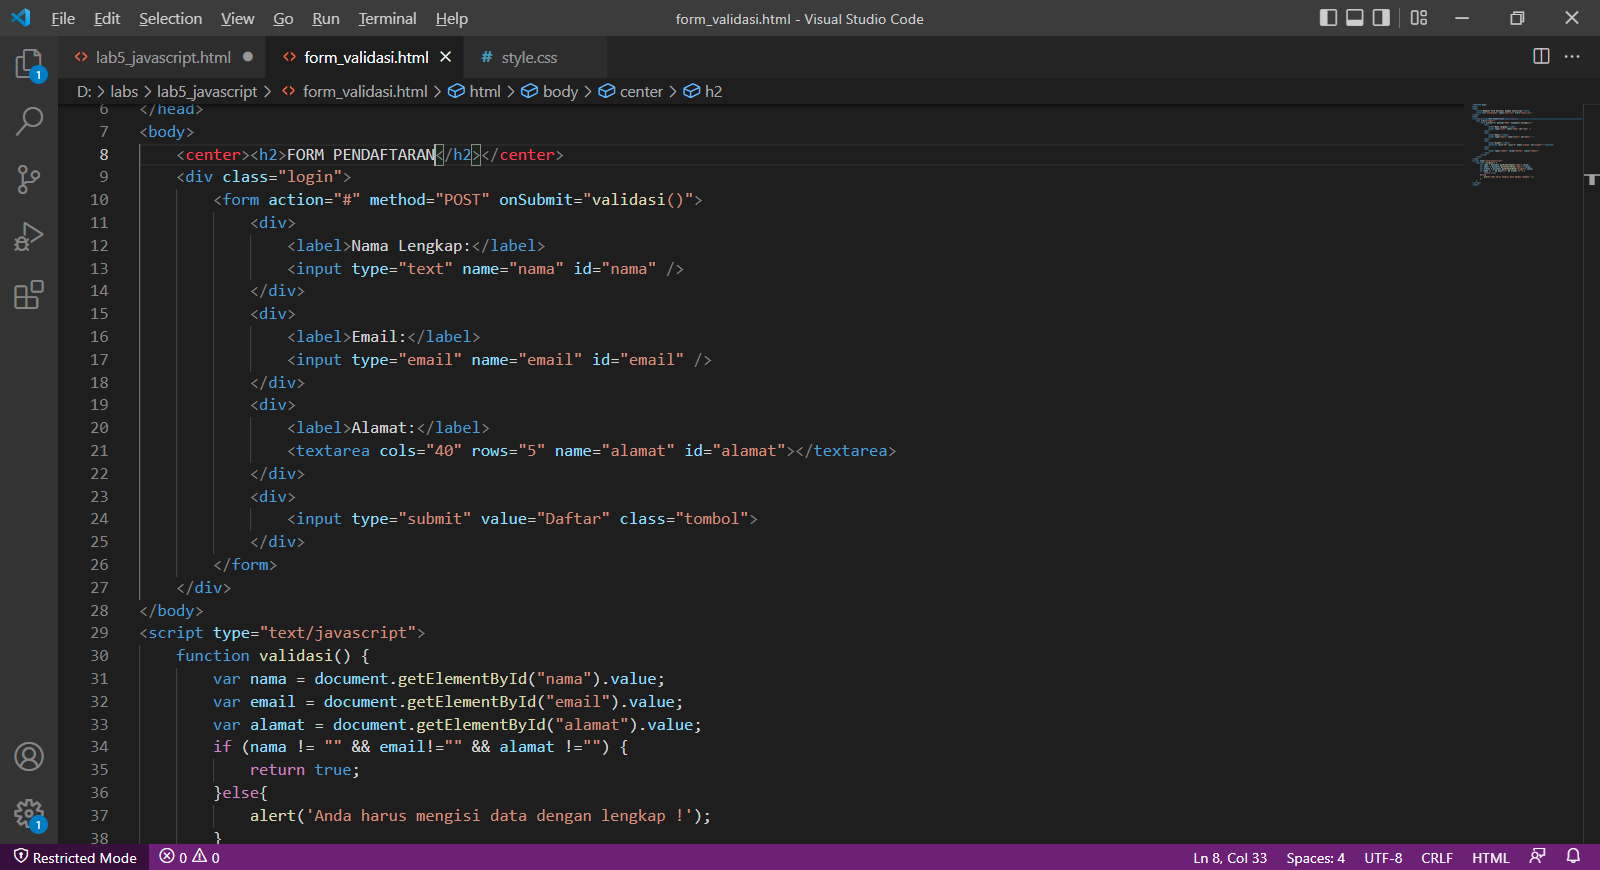 File Edit Selection View Go Run Terminal Help form_validasi.html - Visual Studio Code
<> lab5_javascript.html ● <> form_validasi.html × # style.css ...
D: > labs > lab5_javascript > <> form_validasi.html > html > body > center > h2
1
6 </head>
7 <body>
8 <center><h2>FORM PENDAFTARAN</h2></center>
9 <div class="login">
10 <form action="#" method="POST" onSubmit="validasi()">
11 <div>
12 <label>Nama Lengkap:</label>
13 <input type="text" name="nama" id="nama" />
14 </div>
15 <div>
16 <label>Email:</label>
17 <input type="email" name="email" id="email" />
18 </div>
19 <div>
20 <label>Alamat:</label>
21 <textarea cols="40" rows="5" name="alamat" id="alamat"></textarea>
22 </div>
23 <div>
24 <input type="submit" value="Daftar" class="tombol">
25 </div>
26 </form>
27 </div>
28 </body>
29 <script type="text/javascript">
30 function validasi() {
31 var nama = document.getElementById("nama").value;
32 var email = document.getElementById("email").value;
33 var alamat = document.getElementById("alamat").value;
34 if (nama != "" && email!="" && alamat !="") {
35 return true;
36 }else{
37 alert('Anda harus mengisi data dengan lengkap !');
38 }
1
Restricted Mode 0 0 Ln 8, Col 33 Spaces: 4 UTF-8 CRLF HTML